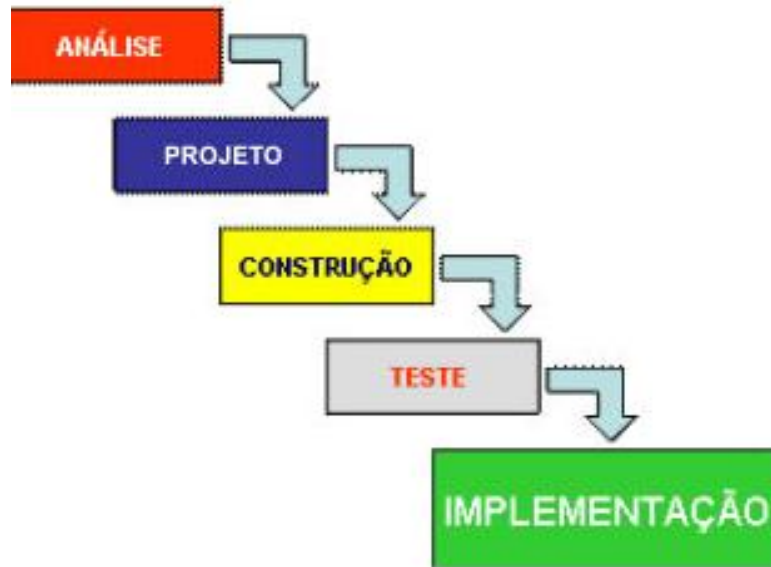 ANÁLISE
PROJETO
CONSTRUÇÃO
TESTE
IMPLEMENTAÇÃO